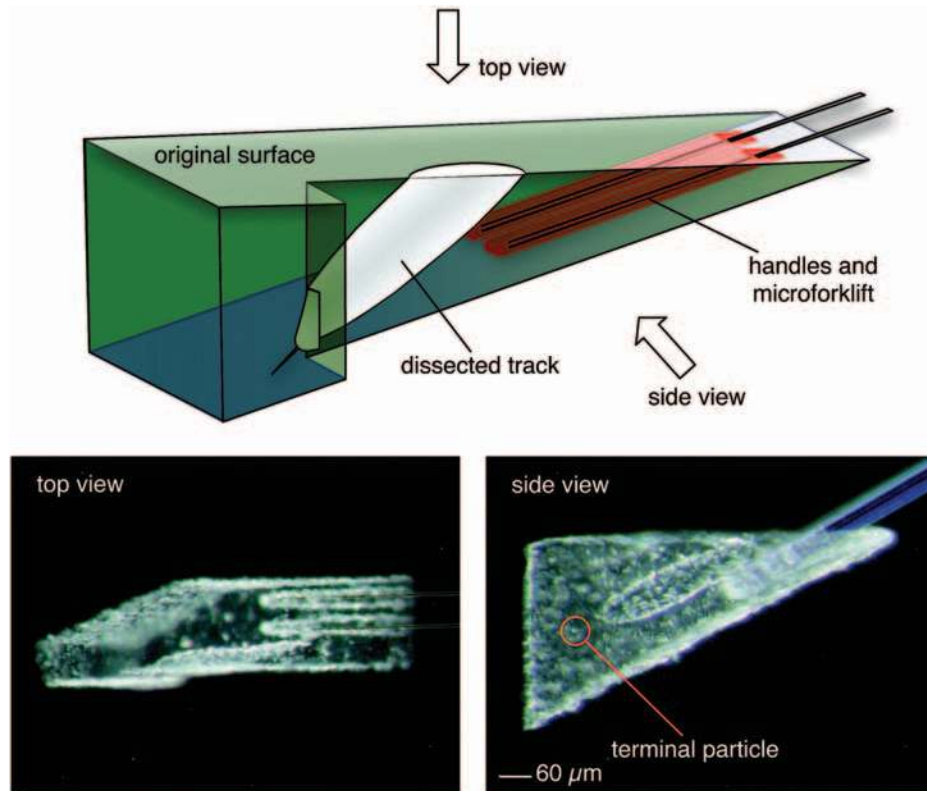 top view
original surface
handles and
microforklift
dissected track
side view
top view
side view
terminal particle
60 µm